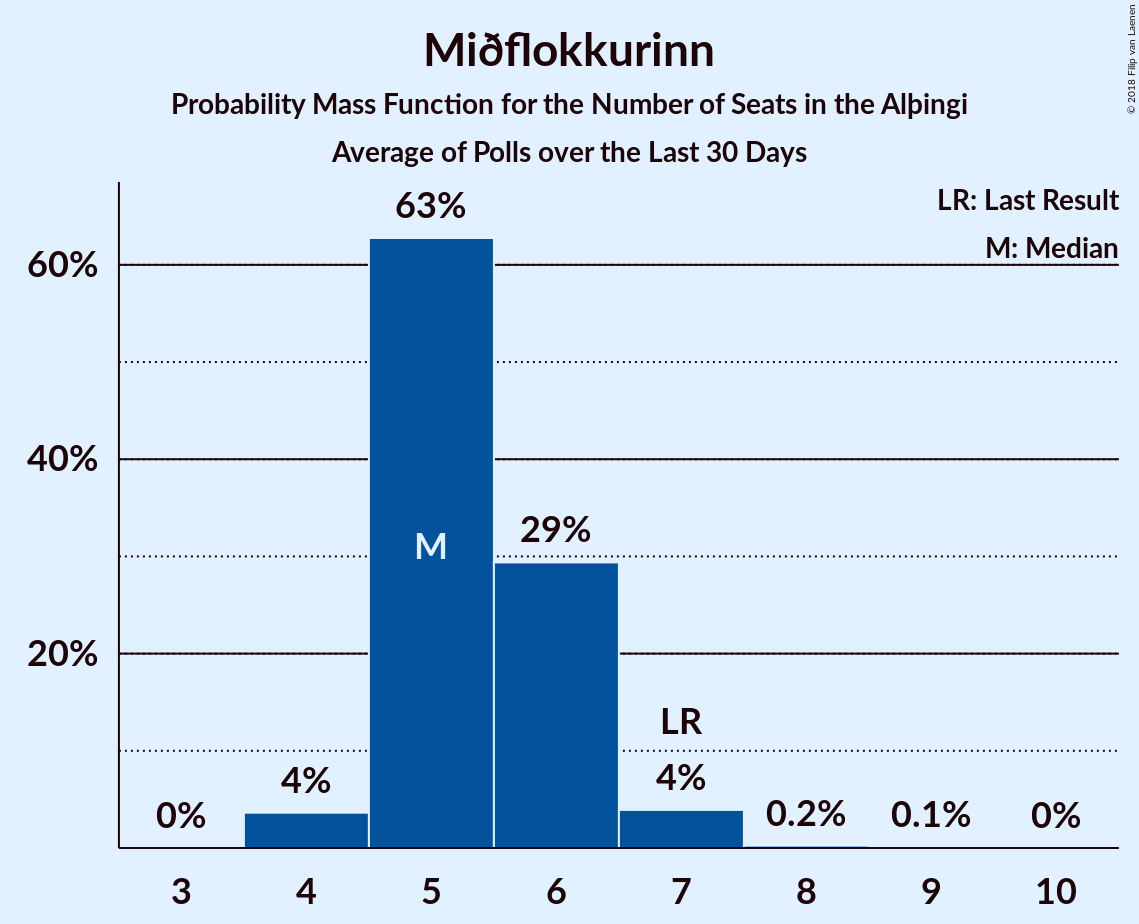 Miðflokkurinn
Probability Mass Function for the Number of Seats in the Alþingi
Average of Polls over the Last 30 Days
© 2018 Filip van Laenen
LR: Last Result
M: Median
63%
60%
40%
M
29%
20%
LR
4%
4%
0%
0.2%
0.1%
0%
3 4 5 6 7 8 9 10